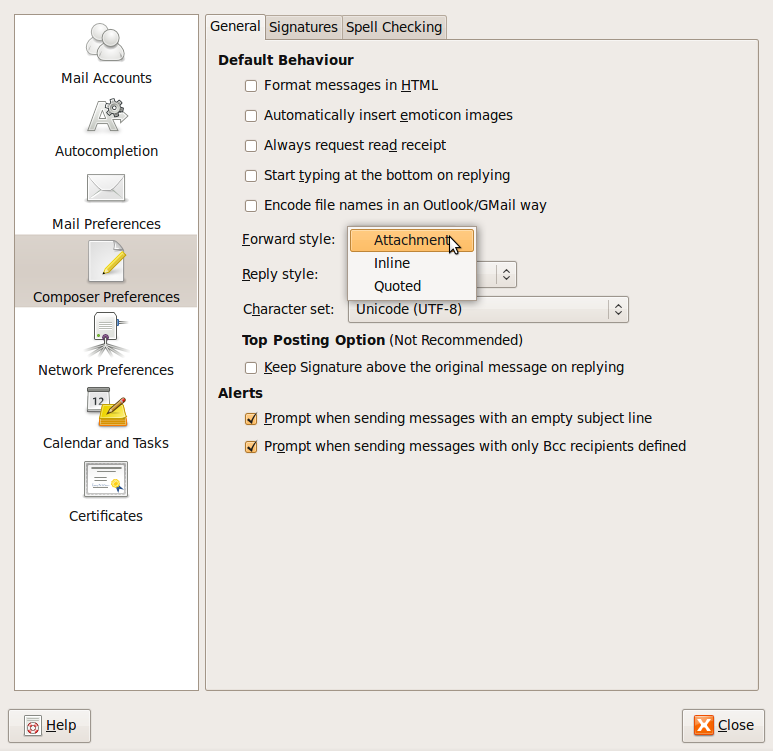 General
Signatures
Spell Checking
Mail Accounts
Autocompletion
Mail Preferences
Composer Preferences
Network Preferences
12
Calendar and Tasks
Certificates
Default Behaviour
Format messages in HTML
Automatically insert emoticon images
Always request read receipt
Start typing at the bottom on replying
Encode file names in an Outlook/GMail way
Forward style:
Attachment
Inline
Quoted
Reply style:
Character set:
Unicode (UTF-8)
Top Posting Option (Not Recommended)
Keep Signature above the original message on replying
Alerts
Prompt when sending messages with an empty subject line
Prompt when sending messages with only Bcc recipients defined
Help
Close